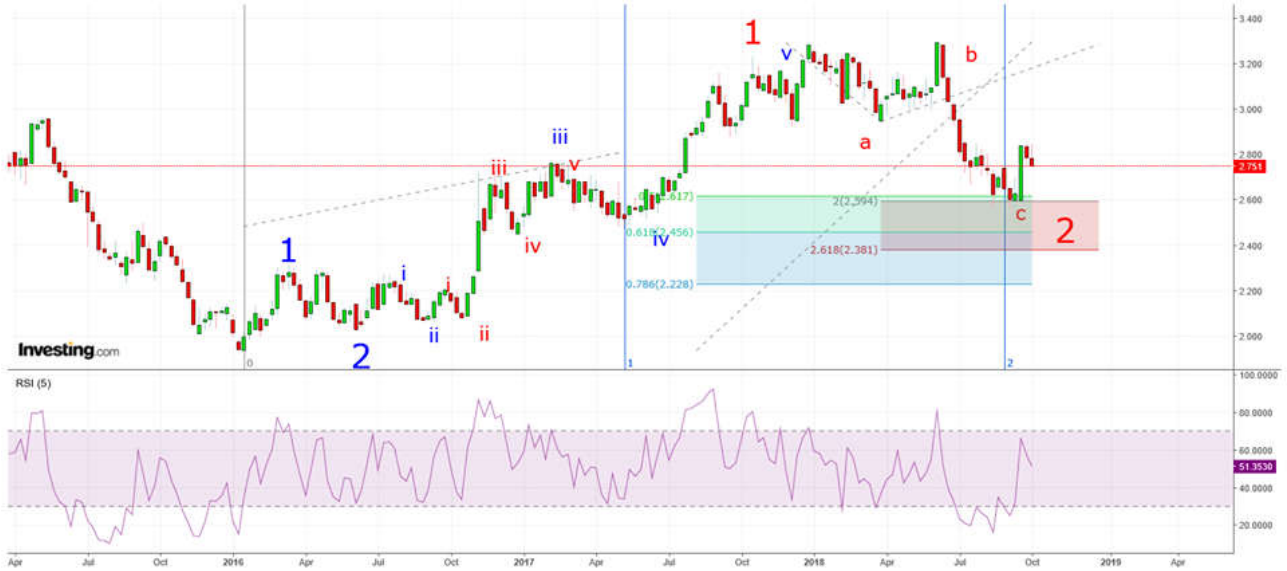 3.400
1
b
v
3.200
iii
3.000
a
iii
v
2.800
2.751
0.5(2.617)
2(2.594)
2.600
c
iv
0.618(2.456)
iv
2
1
2.618(2.381)
2.400
i
i
0.786(2.228)
2.200
ii
ii
2
2.000
Investing.com
0
1
2
RSI (5)
100.0000
80.0000
60.0000
51.3530
40.0000
20.0000
Apr Jul Oct 2016 Apr Jul Oct 2017 Apr Jul Oct 2018 Apr Jul Oct 2019 Apr